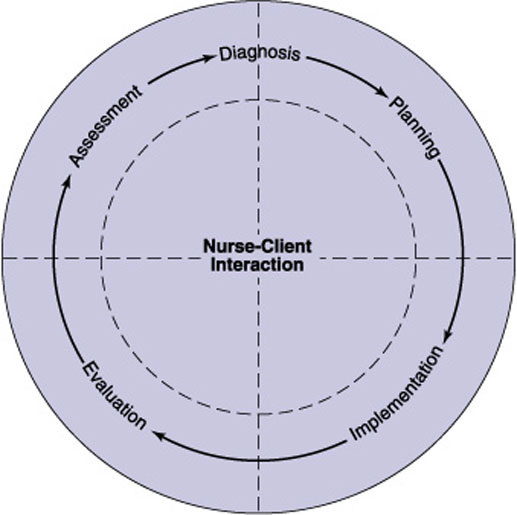 Diagnosis
Planning
Implementation
Evaluation
Assessment
Nurse-Client
Interaction